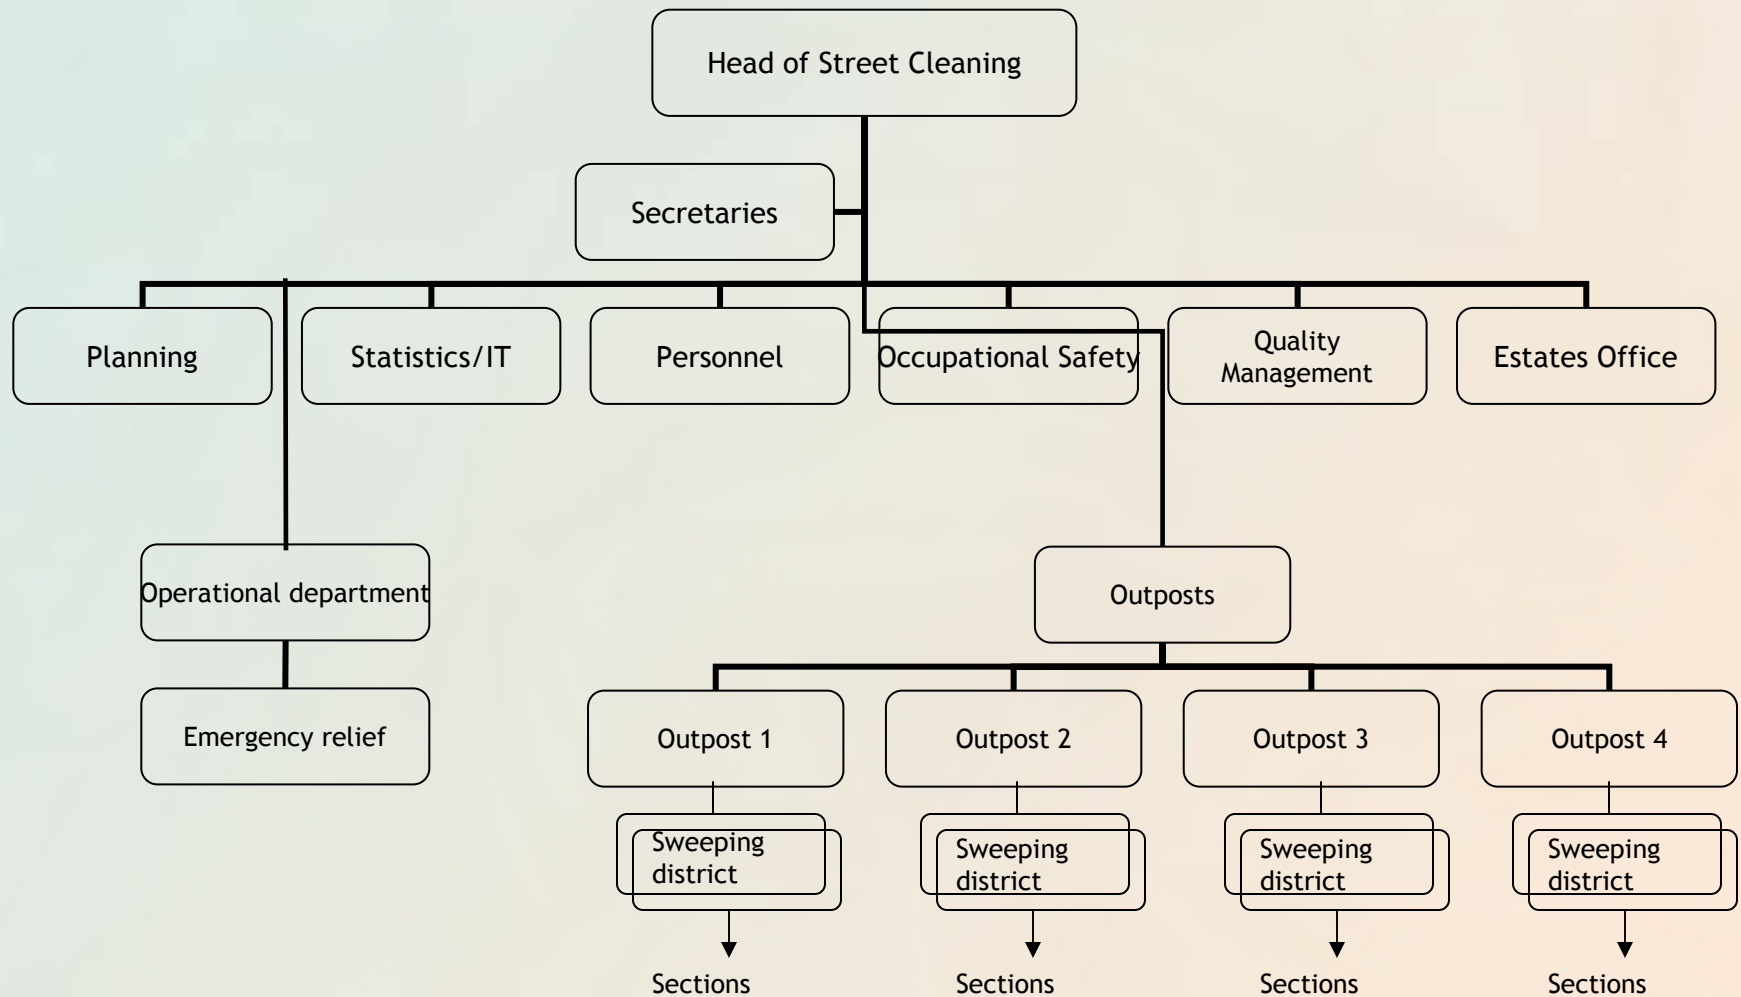 Head of Street Cleaning
Secretaries
Planning
Statistics/IT
Personnel
Occupational Safety
Quality
Management
Estates Office
Operational department
Outposts
Emergency relief
Outpost 1
Outpost 2
Outpost 3
Outpost 4
Sweeping
district
Sweeping
district
Sweeping
district
Sweeping
district
Sections
Sections
Sections
Sections